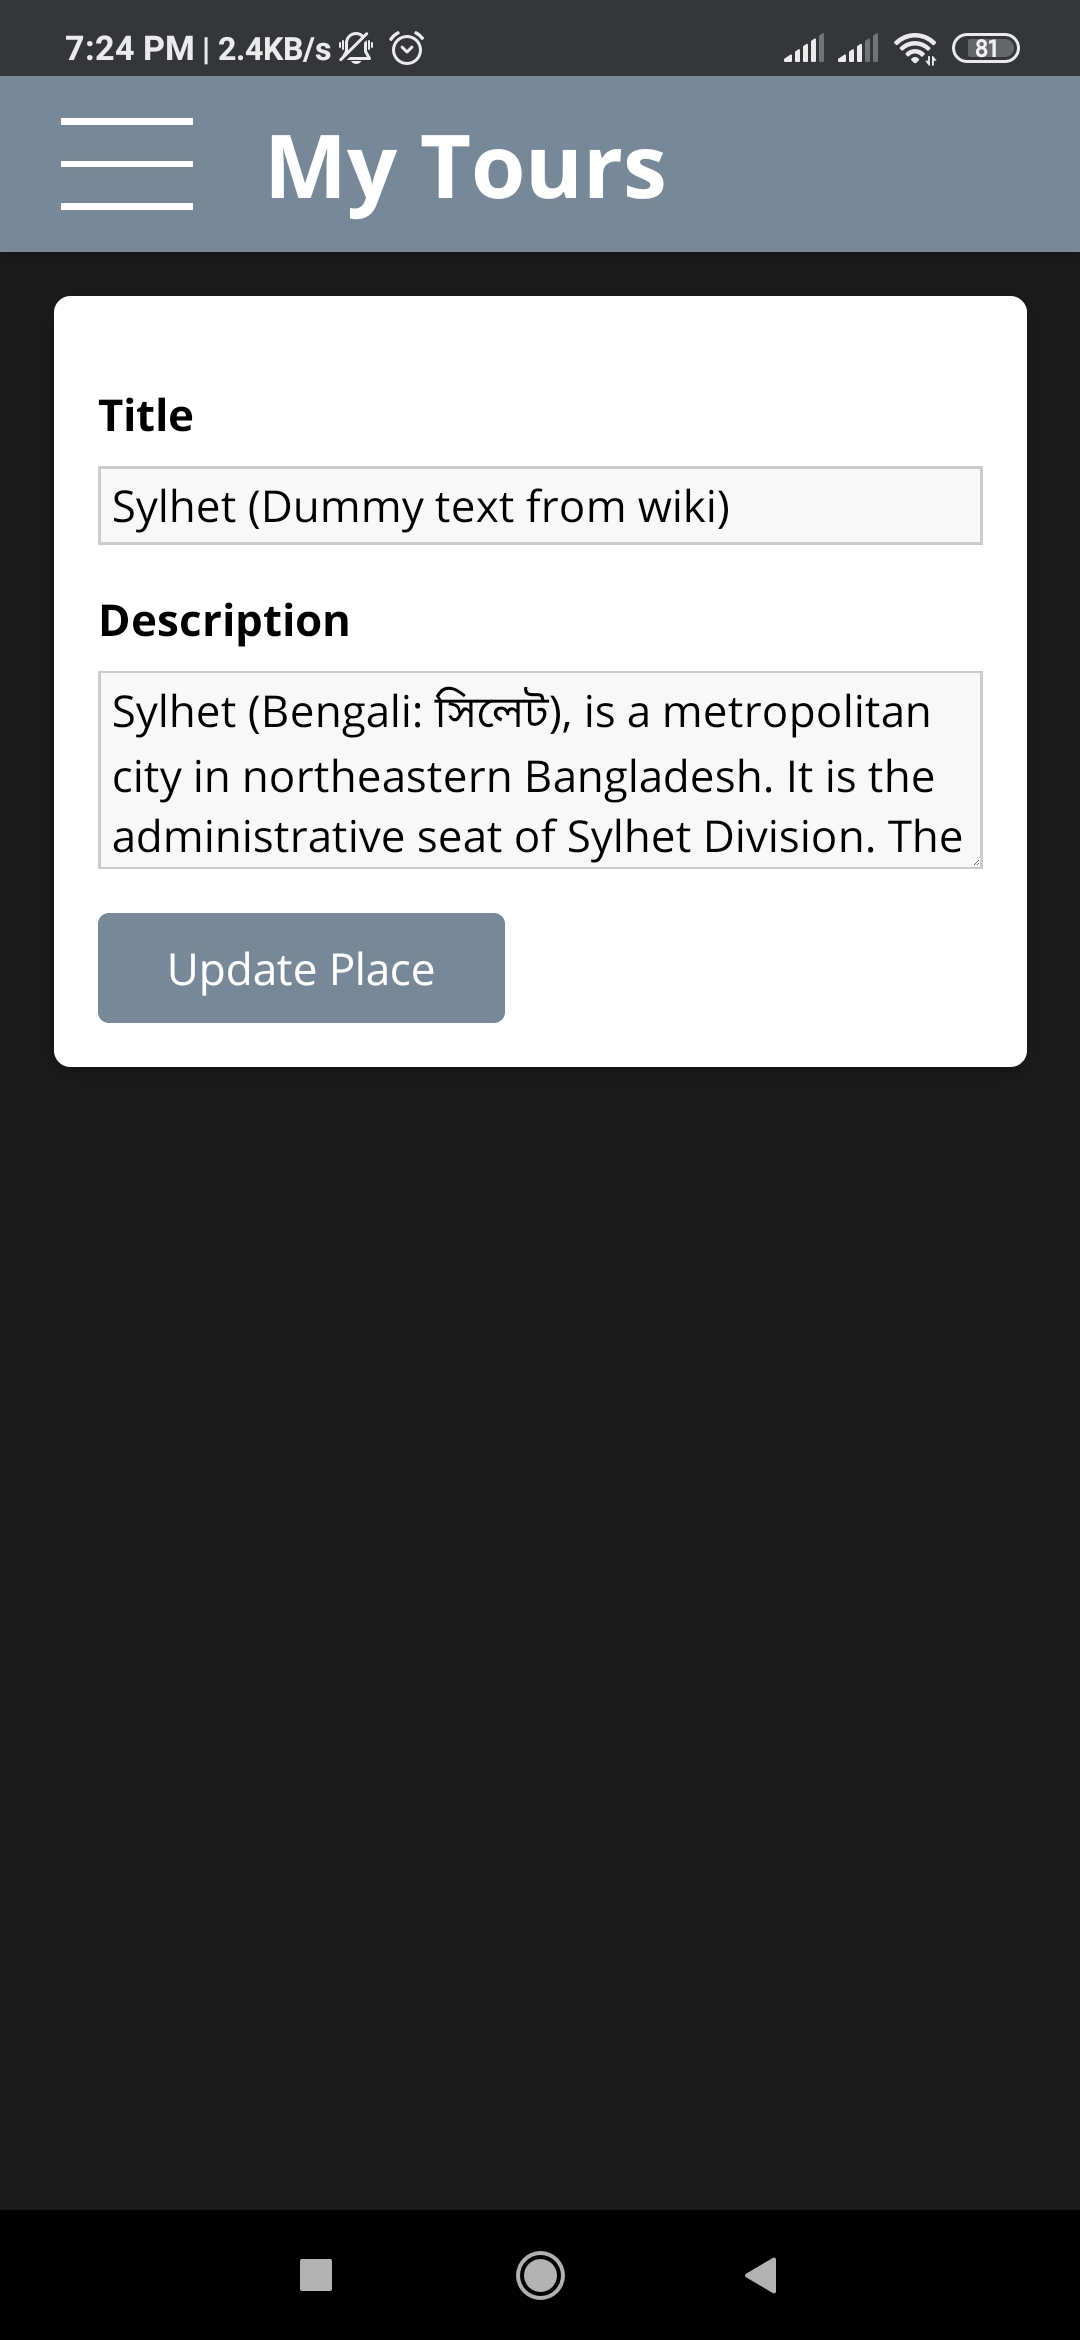 7:24 PM | 2.4KB/s 81
My Tours
Title
Sylhet (Dummy text from wiki)
Description
Sylhet (Bengali: সিলেট), is a metropolitan
city in northeastern Bangladesh. It is the
administrative seat of Sylhet Division. The
Update Place